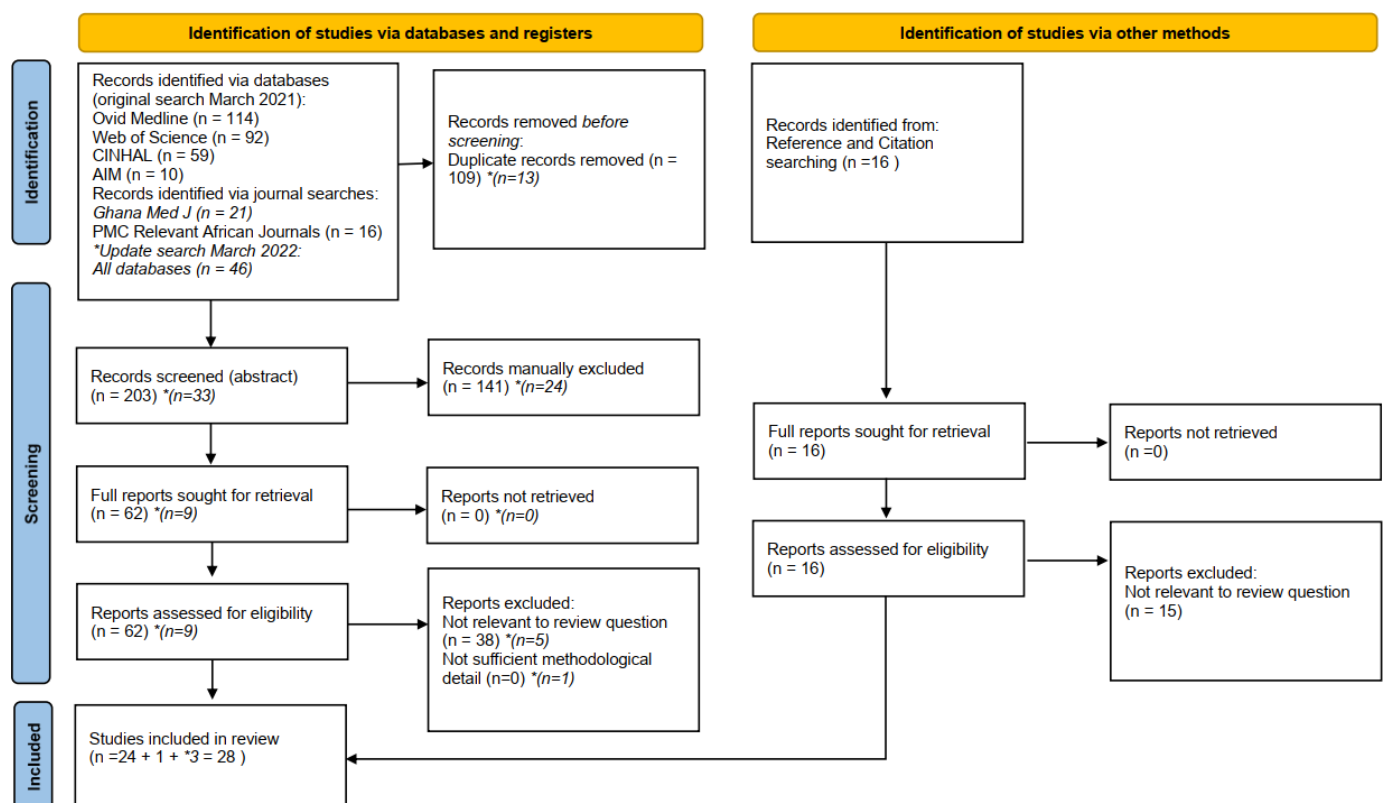 Identification of studies via databases and registers
Identification of studies via other methods
Identification
Records identified via databases
(original search March 2021):
Ovid Medline (n = 114)
Web of Science (n = 92)
CINHAL (n = 59)
AIM (n = 10)
Records identified via journal searches:
Ghana Med J (n = 21)
PMC Relevant African Journals (n = 16)
*Update search March 2022:
All databases (n = 46)
Records removed before
screening:
Duplicate records removed (n =
109) *(n=13)
Records identified from:
Reference and Citation
searching (n =16 )
Screening
Records screened (abstract)
(n = 203) *(n=33)
Records manually excluded
(n = 141) *(n=24)
Full reports sought for retrieval
(n = 16)
Reports not retrieved
(n =0)
Full reports sought for retrieval
(n = 62) *(n=9)
Reports not retrieved
(n = 0) *(n=0)
Reports assessed for eligibility
(n = 16)
Reports excluded:
Not relevant to review question
(n = 15)
Reports assessed for eligibility
(n = 62) *(n=9)
Reports excluded:
Not relevant to review question
(n = 38) *(n=5)
Not sufficient methodological
detail (n=0) *(n=1)
Included
Studies included in review
(n =24 + 1 + *3 = 28 )